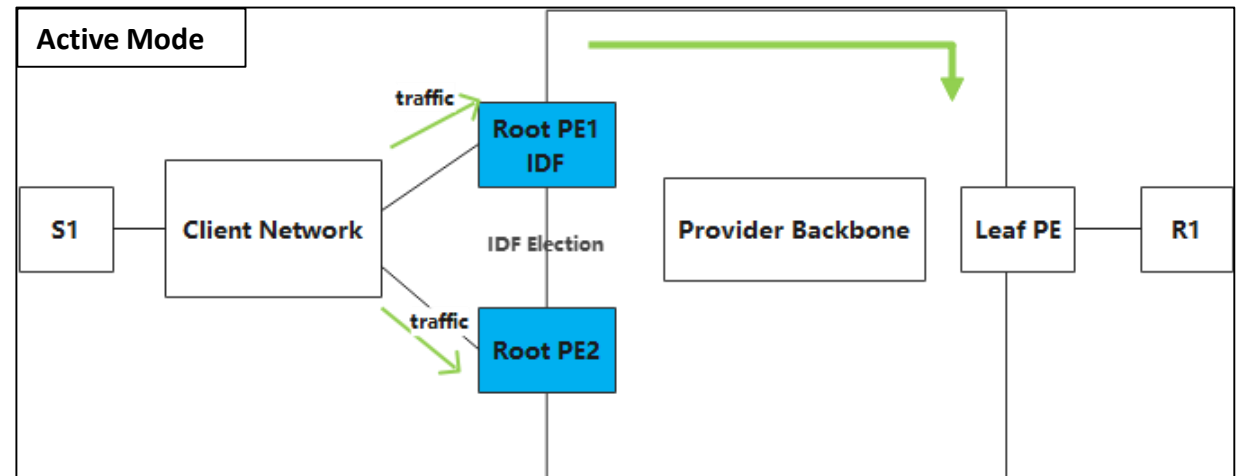 Active Mode
traffic
Root PE1
IDF
S1
Client Network
IDF Election
Provider Backbone
Leaf PE
R1
traffic
Root PE2